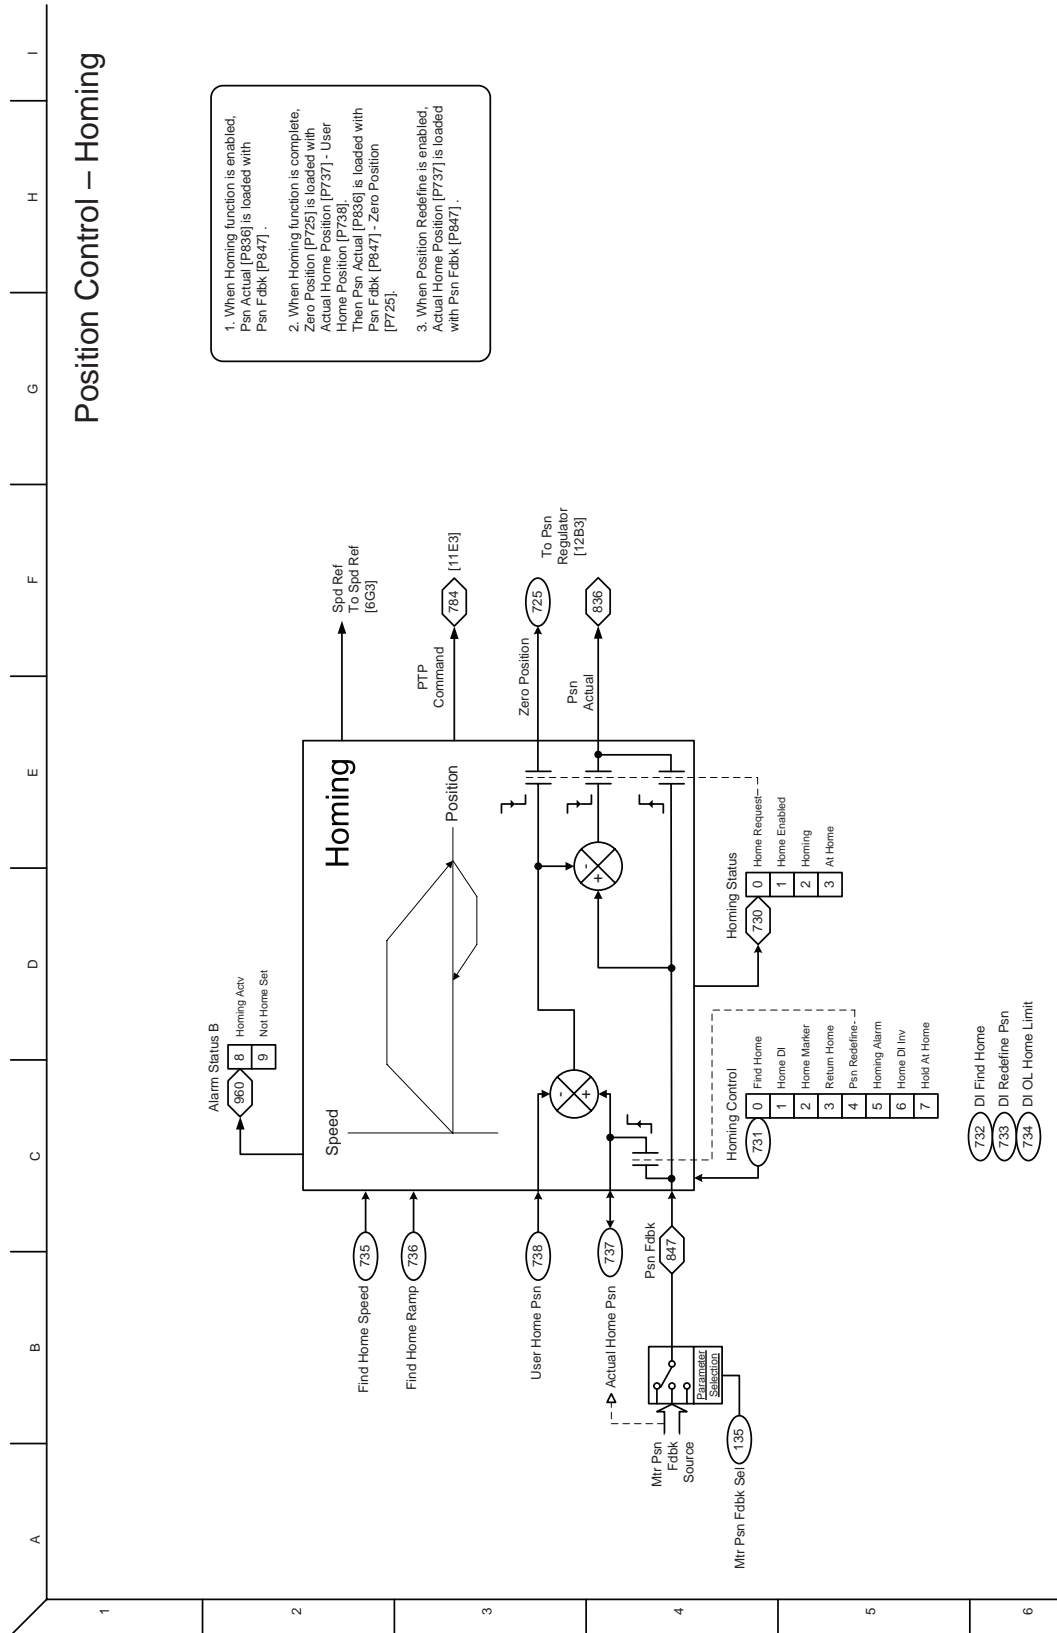 Position Control – Homing
A
B
C
D
E
F
G
H
I
1
2
3
4
5
6
1. When Homing function is enabled,
Psn Actual [P836] is loaded with
Psn Fdbk [P847] .
2. When Homing function is complete,
Zero Position [P725] is loaded with
Actual Home Position [P737] - User
Home Position [P738].
Then Psn Actual [P836] is loaded with
Psn Fdbk [P847] - Zero Position
[P725].
3. When Position Redefine is enabled,
Actual Home Position [P737] is loaded
with Psn Fdbk [P847] .
Alarm Status B
960
8 Homing Actv
9 Not Home Set
Homing
Speed
Position
Spd Ref
To Spd Ref
[6G3]
PTP
Command
784
[11E3]
Zero Position
725
To Psn
Regulator
[12B3]
Psn
Actual
836
Find Home Speed
735
Find Home Ramp
736
User Home Psn
738
Actual Home Psn
737
Psn Fdbk
847
Mtr Psn
Fdbk
Source
Parameter
Selection
Mtr Psn Fdbk Sel
135
-
+
-
+
Homing Control
731
0 Find Home
1 Home DI
2 Home Marker
3 Return Home
4 Psn Redefine
5 Homing Alarm
6 Home DI Inv
7 Hold At Home
Homing Status
730
0 Home Request
1 Home Enabled
2 Homing
3 At Home
732 DI Find Home
733 DI Redefine Psn
734 DI OL Home Limit